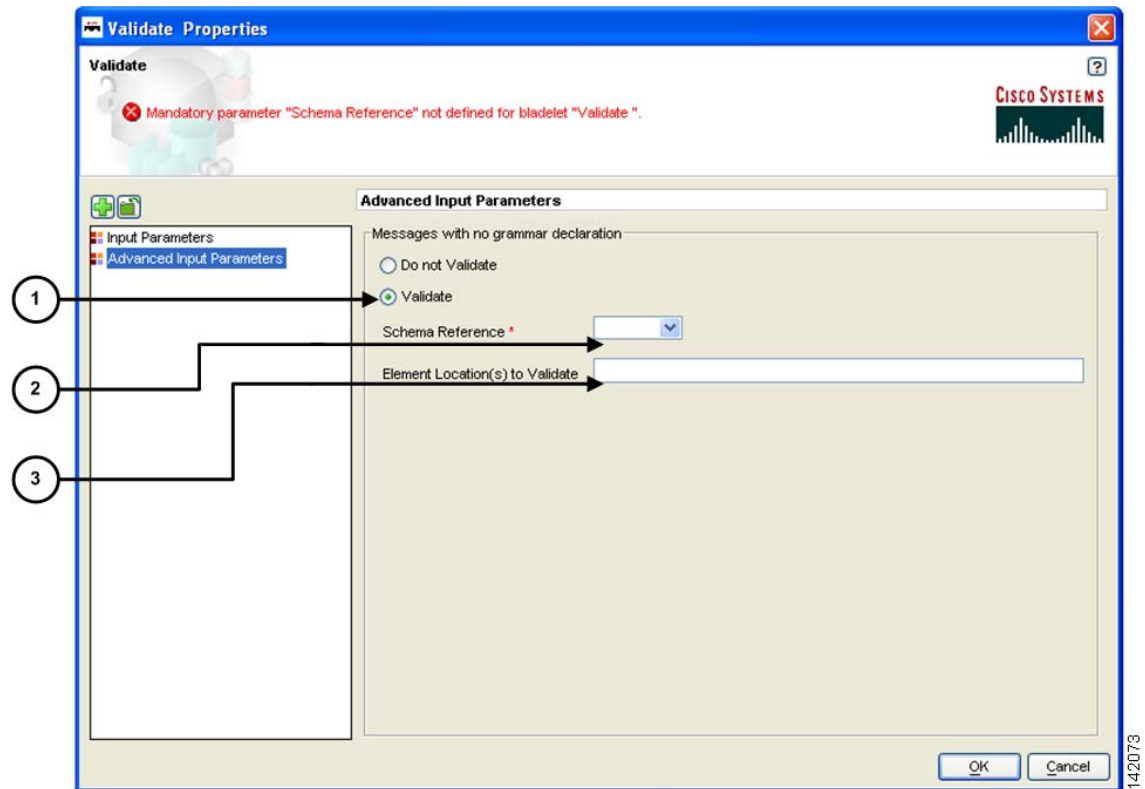 Validate Properties
Validate
?
Mandatory parameter "Schema Reference" not defined for bladelet "Validate ".
CISCO SYSTEMS
Advanced Input Parameters
Input Parameters
Advanced Input Parameters
Messages with no grammar declaration
Do not Validate
1
Validate
Schema Reference *
2
Element Location(s) to Validate
3
OK
Cancel
142073